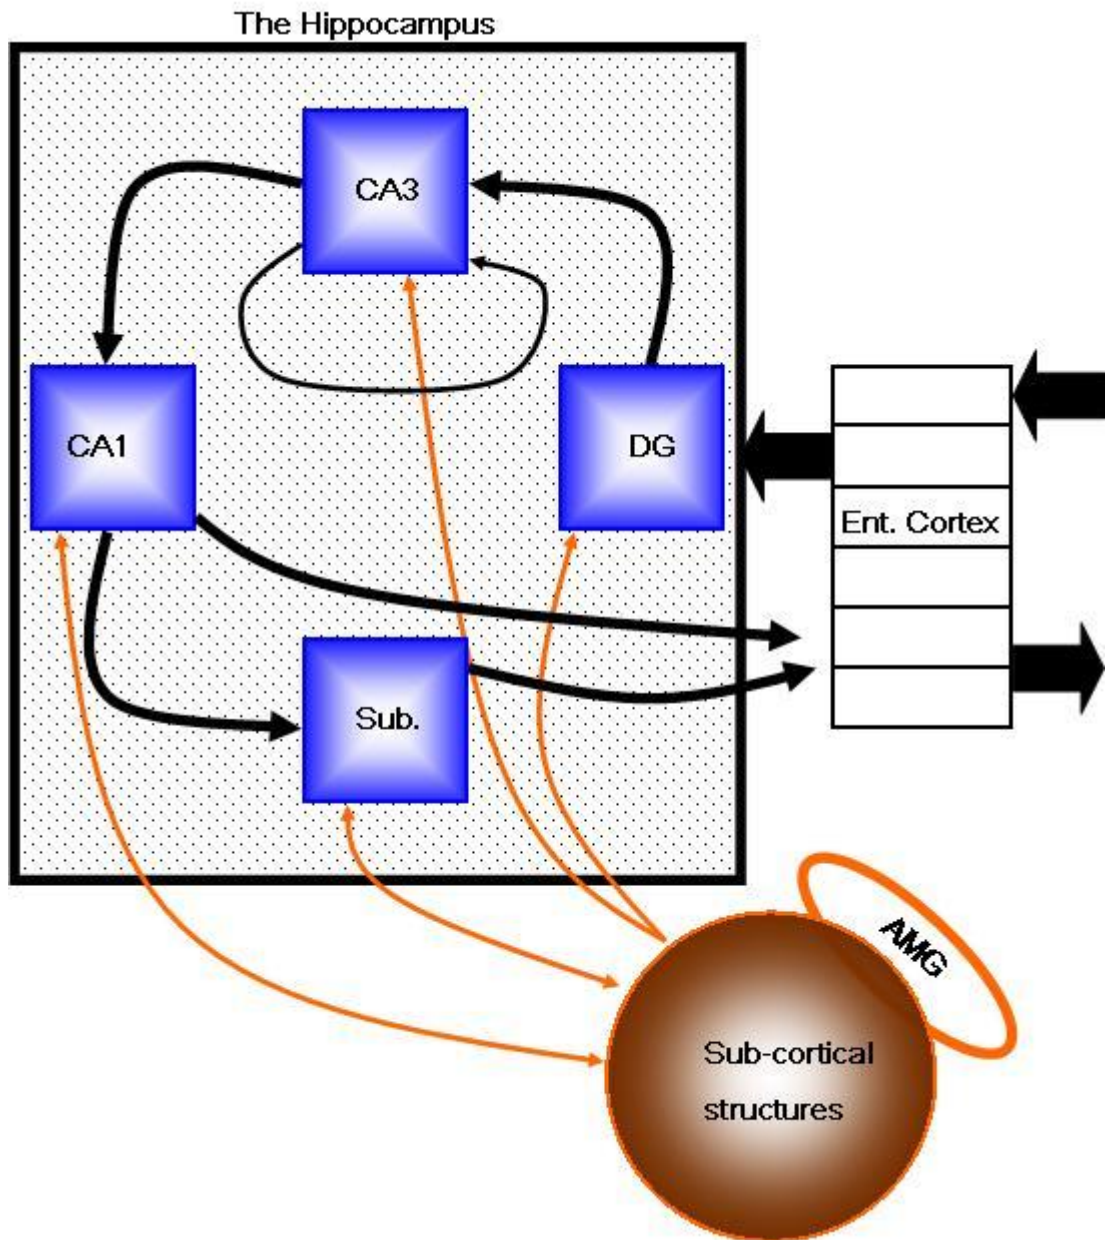 The Hippocampus
CA3
CA1
DG
Ent. Cortex
Sub.
AMG
Sub-cortical
structures